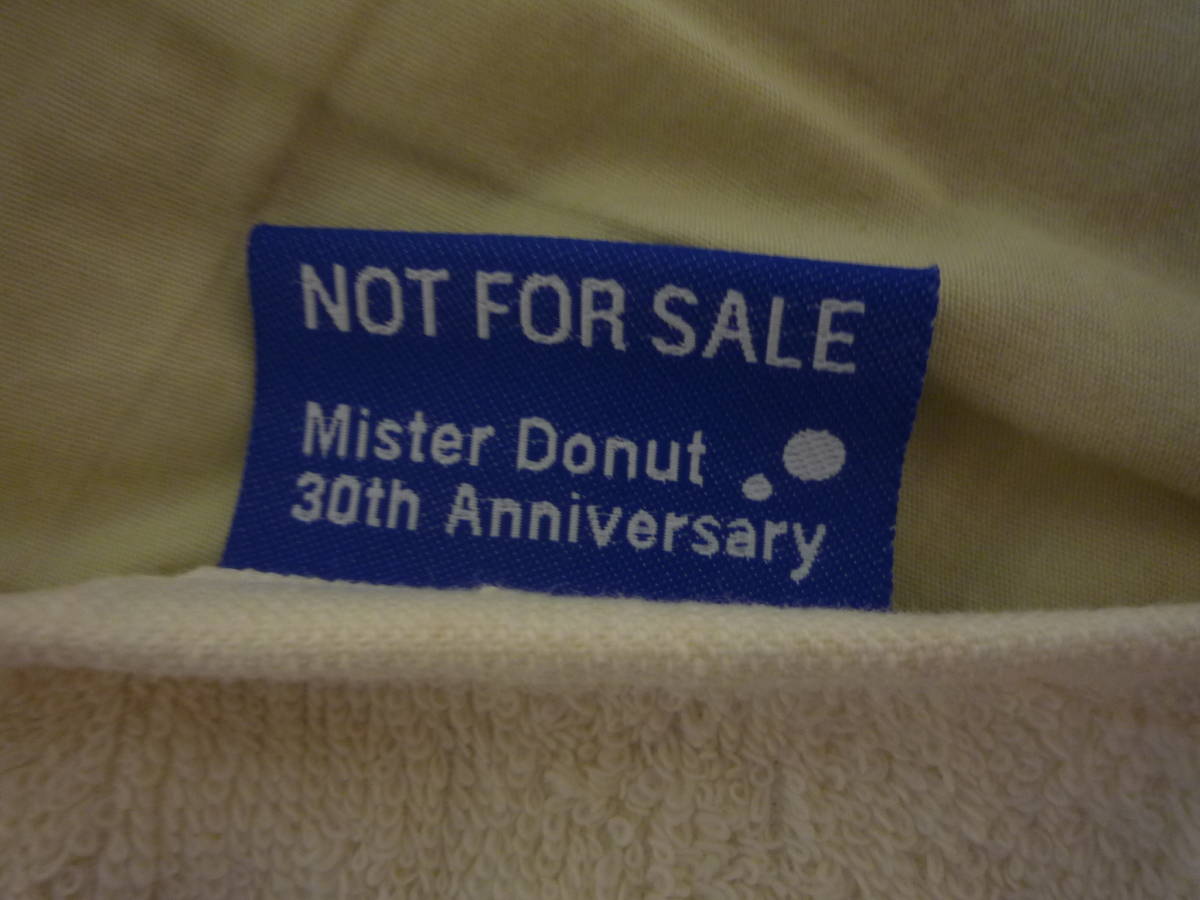 NOT FOR SALE
Mister Donut
30th Anniversary